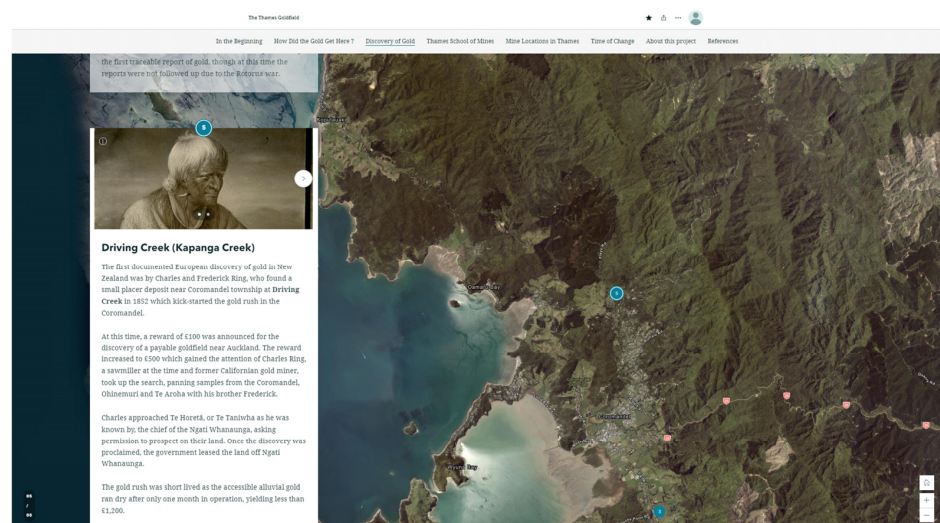 The Thames Goldfield
In the Beginning How Did the Gold Get Here ? Discovery of Gold Thames School of Mines Mine Locations in Thames Time of Change About this project References
the first traceable report of gold, though at this time the
reports were not followed up due to the Rotorua war.
5
Driving Creek (Kapanga Creek)
The first documented European discovery of gold in New
Zealand was by Charles and Frederick Ring, who found a
small placer deposit near Coromandel township at Driving
Creek in 1852 which kick-started the gold rush in the
Coromandel.
At this time, a reward of £100 was announced for the
discovery of a payable goldfield near Auckland. The reward
increased to £500 which gained the attention of Charles Ring,
a sawmiller at the time and former Californian gold miner,
took up the search, panning samples from the Coromandel,
Ohinemuri and Te Aroha with his brother Frederick.
Charles approached Te Horetā, or Te Taniwha as he was
known by, the chief of the Ngati Whanaunga, asking
permission to prospect on their land. Once the discovery was
proclaimed, the government leased the land off Ngati
Whanaunga.
The gold rush was short lived as the accessible alluvial gold
ran dry after only one month in operation, yielding less than
£1,200.
Oamaru Bay
5
Coromandel
Wyuna Bay